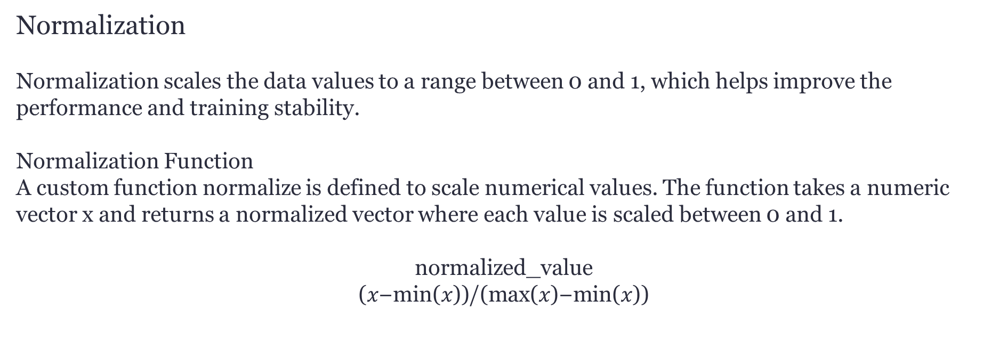 Normalization
Normalization scales the data values to a range between 0 and 1, which helps improve the
performance and training stability.
Normalization Function
A custom function normalize is defined to scale numerical values. The function takes a numeric
vector x and returns a normalized vector where each value is scaled between 0 and 1.
normalized_value
(x−min(x))/(max(x)−min(x))